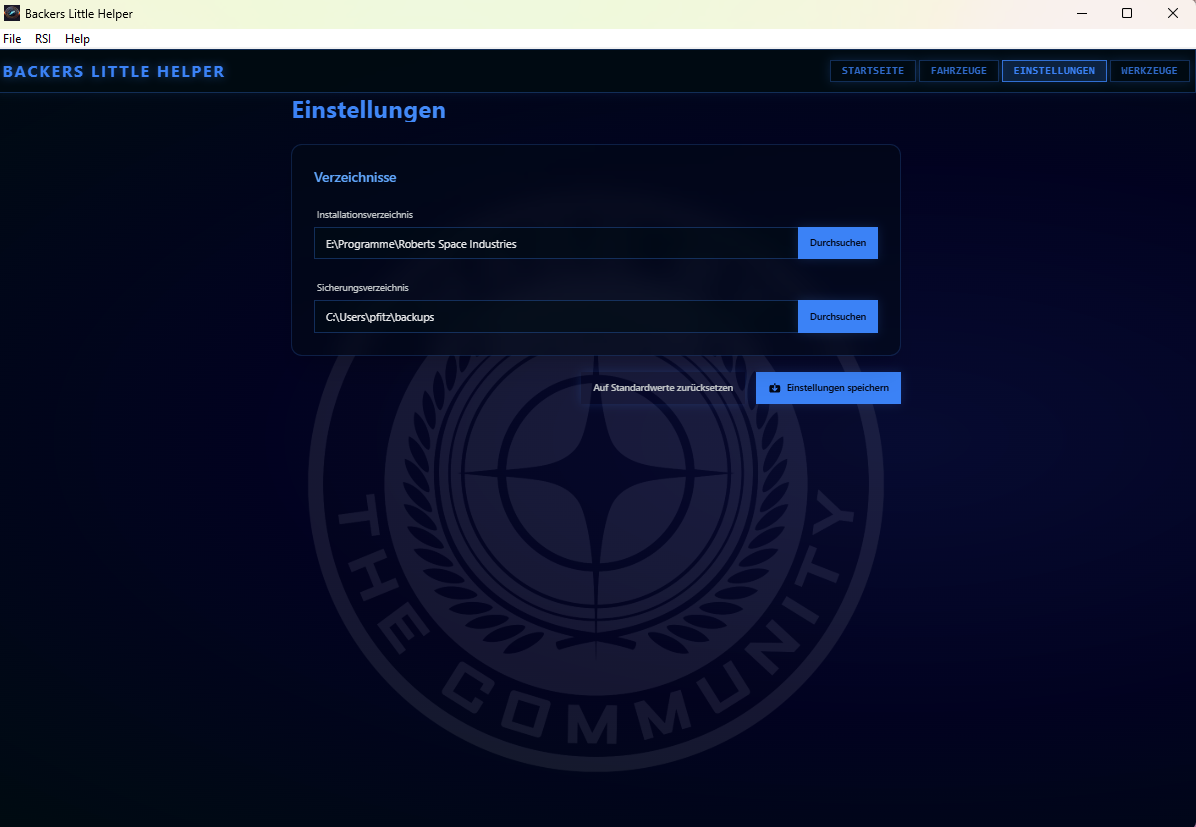 Backers Little Helper
File RSI Help
BACKERS LITTLE HELPER
STARTSEITE FAHRZEUGE EINSTELLUNGEN WERKZEUGE
Einstellungen
Verzeichnisse
Installationsverzeichnis
E:\Programme\Roberts Space Industries Durchsuchen
Sicherungsverzeichnis
C:\Users\pfitz\backups Durchsuchen
Auf Standardwerte zurücksetzen Einstellungen speichern
THE COMMUNITY